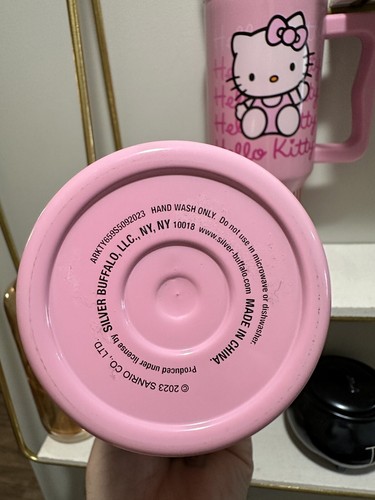 Hello Kitty
ARKTY659SS092023 HAND WASH ONLY. Do not use in microwave or dishwasher.
© 2023 SANRIO CO., LTD. Produced under license by SILVER BUFFALO, LLC., NY, NY 10018 www.silver-buffalo.com MADE IN CHINA.